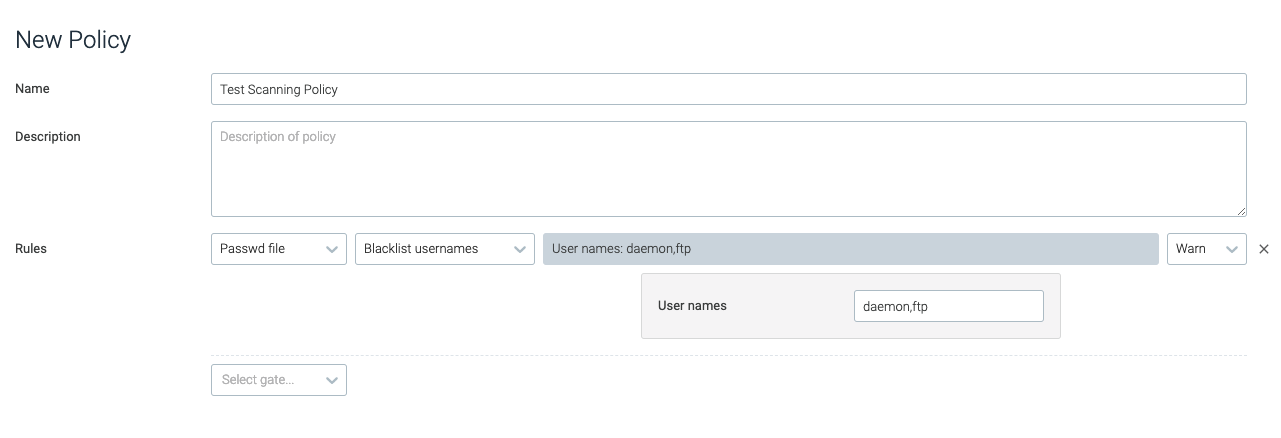 New Policy
Name
Test Scanning Policy
Description
Description of policy
Rules
Passwd file
Blacklist usernames
User names: daemon,ftp
Warn
User names
daemon,ftp
Select gate...